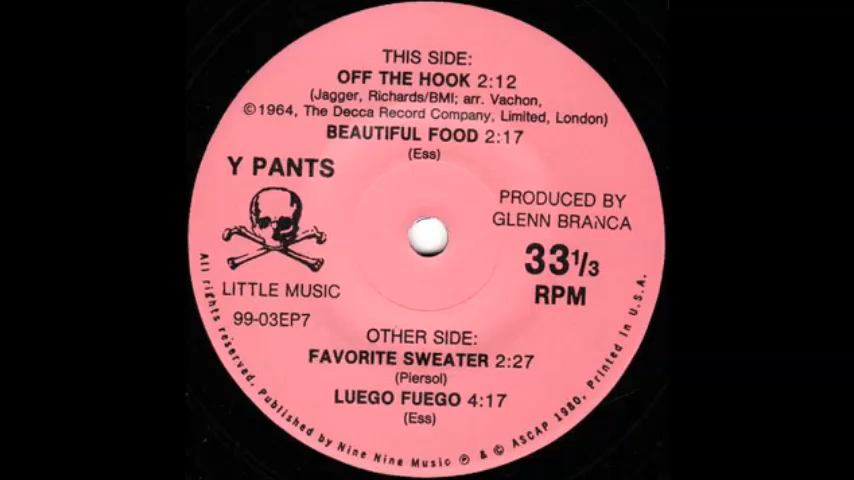 THIS SIDE:
OFF THE HOOK 2:12
(Jagger, Richards/BMI; arr. Vachon,
©1964, The Decca Record Company, Limited, London)
BEAUTIFUL FOOD 2:17
(Ess)
Y PANTS
PRODUCED BY
GLENN BRANCA
33 1/3
RPM
LITTLE MUSIC
99-03EP7
OTHER SIDE:
FAVORITE SWEATER 2:27
(Piersol)
LUEGO FUEGO 4:17
(Ess)
All rights reserved. Published by Nine Nine Music ℗ & © ASCAP 1980. Printed in U.S.A.